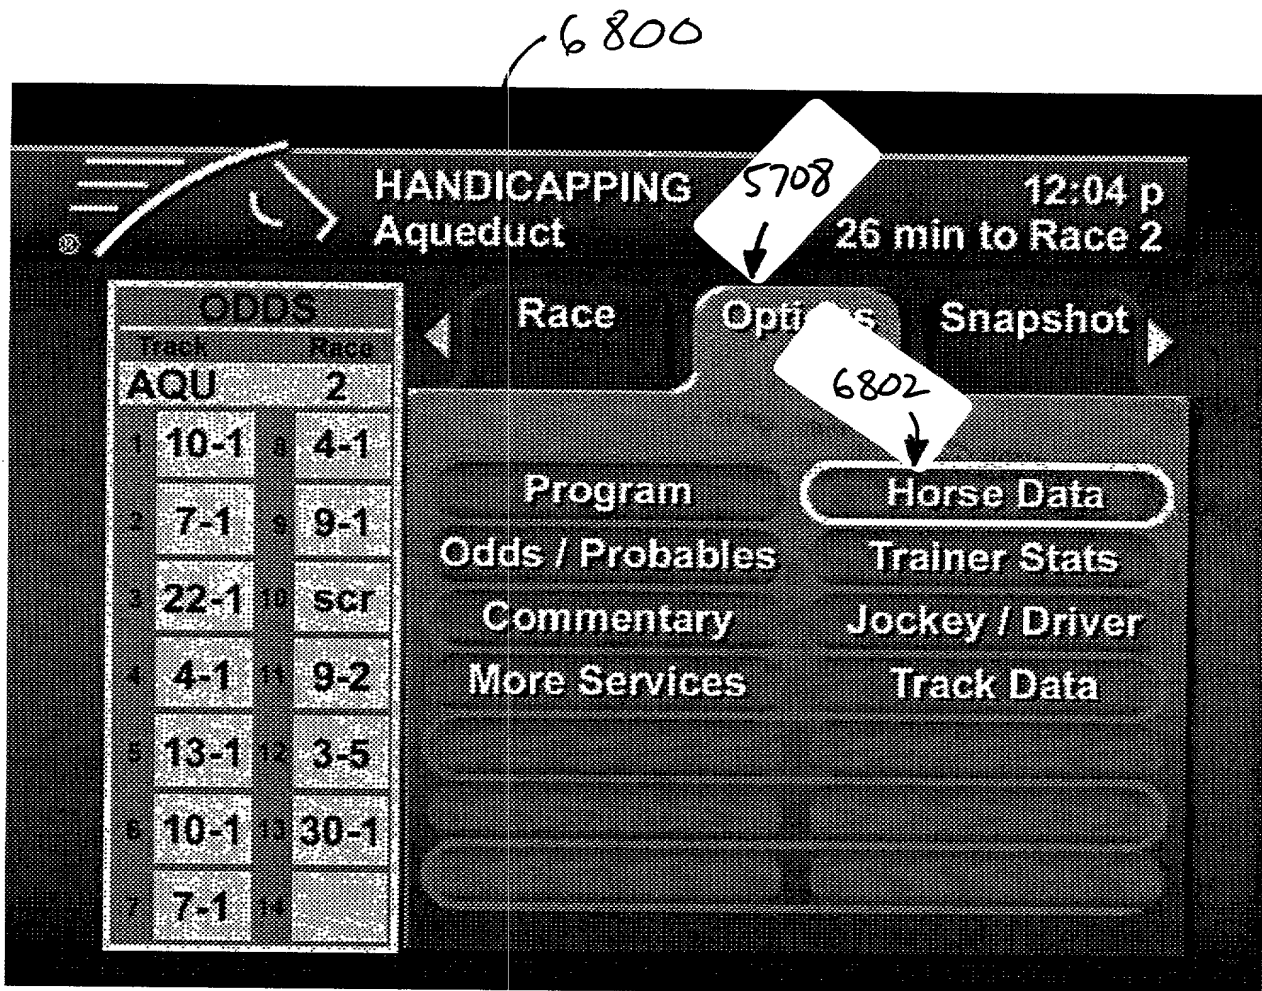 6800
HANDICAPPING
Aqueduct
5708
12:04 p
26 min to Race 2
®
ODDS
Track Race
AQU 2
1 10-1 8 4-1
2 7-1 9 9-1
3 22-1 10 scr
4 4-1 11 9-2
5 13-1 12 3-5
6 10-1 13 30-1
7 7-1 14
Race
Options
Snapshot
6802
Program
Horse Data
Odds / Probables
Trainer Stats
Commentary
Jockey / Driver
More Services
Track Data